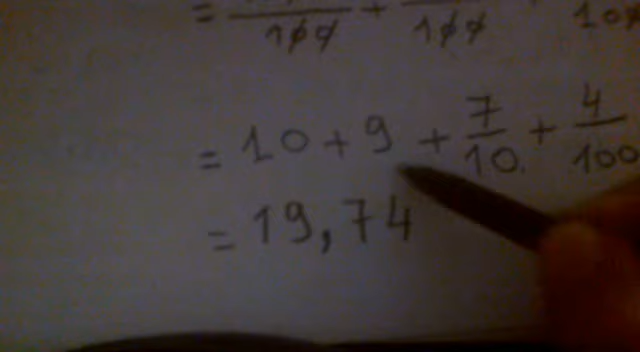 = 10 + 9 + 7/10 + 4/100
= 19,74